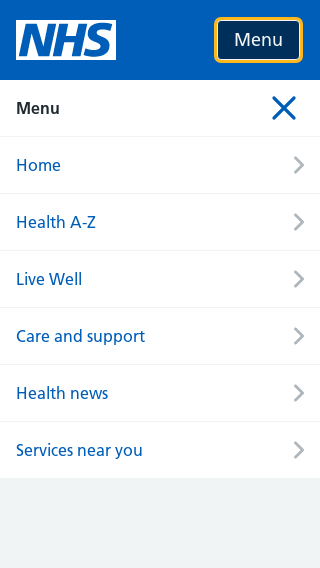 NHS
Menu
Menu
Home
Health A-Z
Live Well
Care and support
Health news
Services near you